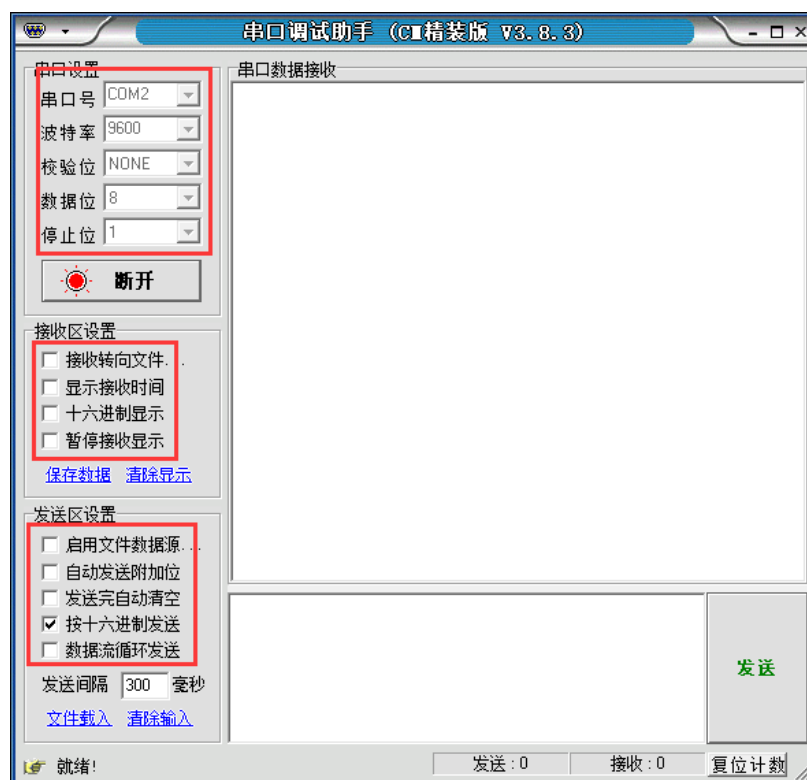 串口调试助手 (CM精装版 V3.8.3)
串口设置
串口号 COM2
波特率 9600
校验位 NONE
数据位 8
停止位 1
断开
接收区设置
接收转向文件...
显示接收时间
十六进制显示
暂停接收显示
保存数据 清除显示
发送区设置
启用文件数据源...
自动发送附加位
发送完自动清空
按十六进制发送
数据流循环发送
发送间隔 300 毫秒
文件载入 清除输入
串口数据接收
发送
就绪!
发送:0
接收:0
复位计数